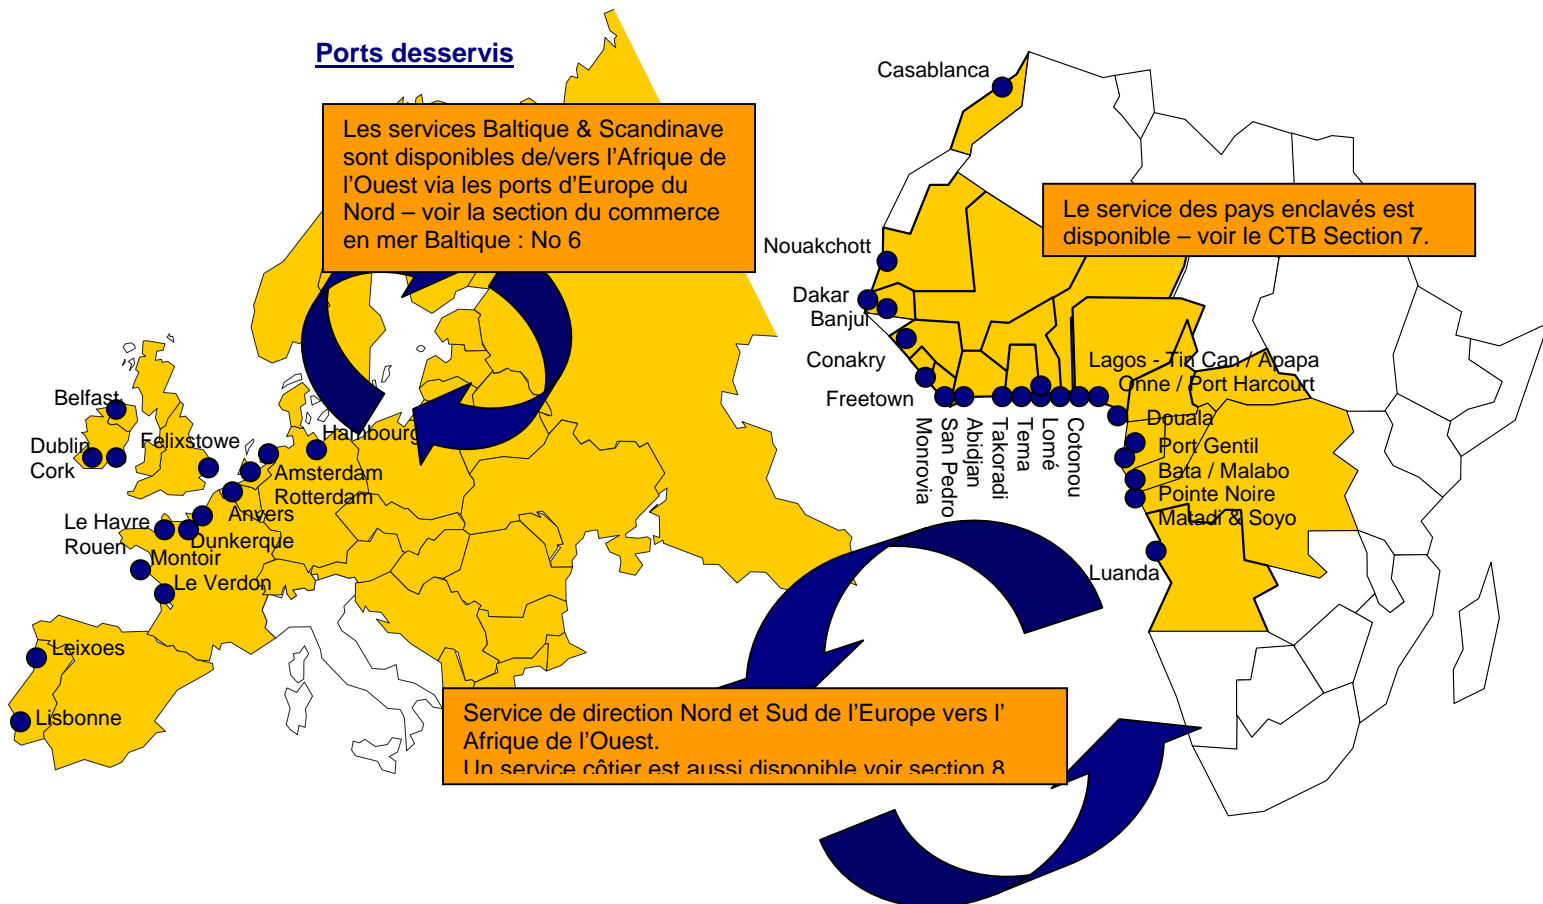 Ports desservis
Les services Baltique & Scandinave
sont disponibles de/vers l'Afrique de
l'Ouest via les ports d'Europe du
Nord – voir la section du commerce
en mer Baltique : No 6
Casablanca
Le service des pays enclavés est
disponible – voir le CTB Section 7.
Nouakchott
Dakar
Banjul
Conakry
Freetown
Monrovia
San Pedro
Abidjan
Takoradi
Tema
Lomé
Cotonou
Lagos - Tin Can / Apapa
Onne / Port Harcourt
Douala
Port Gentil
Bata / Malabo
Pointe Noire
Matadi & Soyo
Luanda
Belfast
Dublin
Cork
Felixstowe
Hambourg
Amsterdam
Rotterdam
Anvers
Le Havre
Rouen
Dunkerque
Montoir
Le Verdon
Leixoes
Lisbonne
Service de direction Nord et Sud de l'Europe vers l'
Afrique de l'Ouest.
Un service côtier est aussi disponible voir section 8